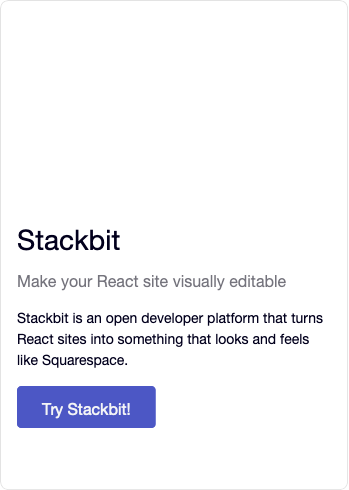 Stackbit
Make your React site visually editable
Stackbit is an open developer platform that turns
React sites into something that looks and feels
like Squarespace.
Try Stackbit!